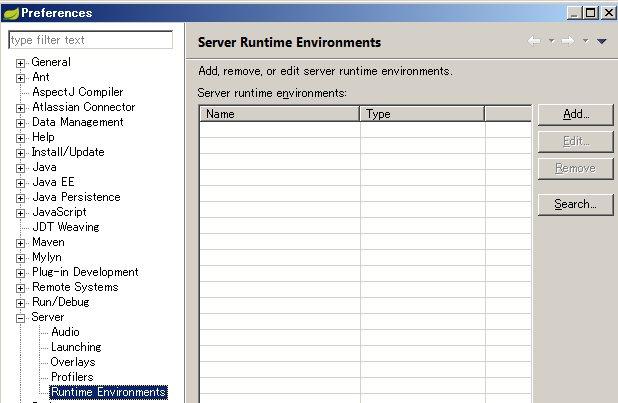 Preferences
type filter text
General
Ant
AspectJ Compiler
Atlassian Connector
Data Management
Help
Install/Update
Java
Java EE
Java Persistence
JavaScript
JDT Weaving
Maven
Mylyn
Plug-in Development
Remote Systems
Run/Debug
Server
Audio
Launching
Overlays
Profilers
Runtime Environments
Server Runtime Environments
Add, remove, or edit server runtime environments.
Server runtime environments:
Name Type
Add...
Edit...
Remove
Search...